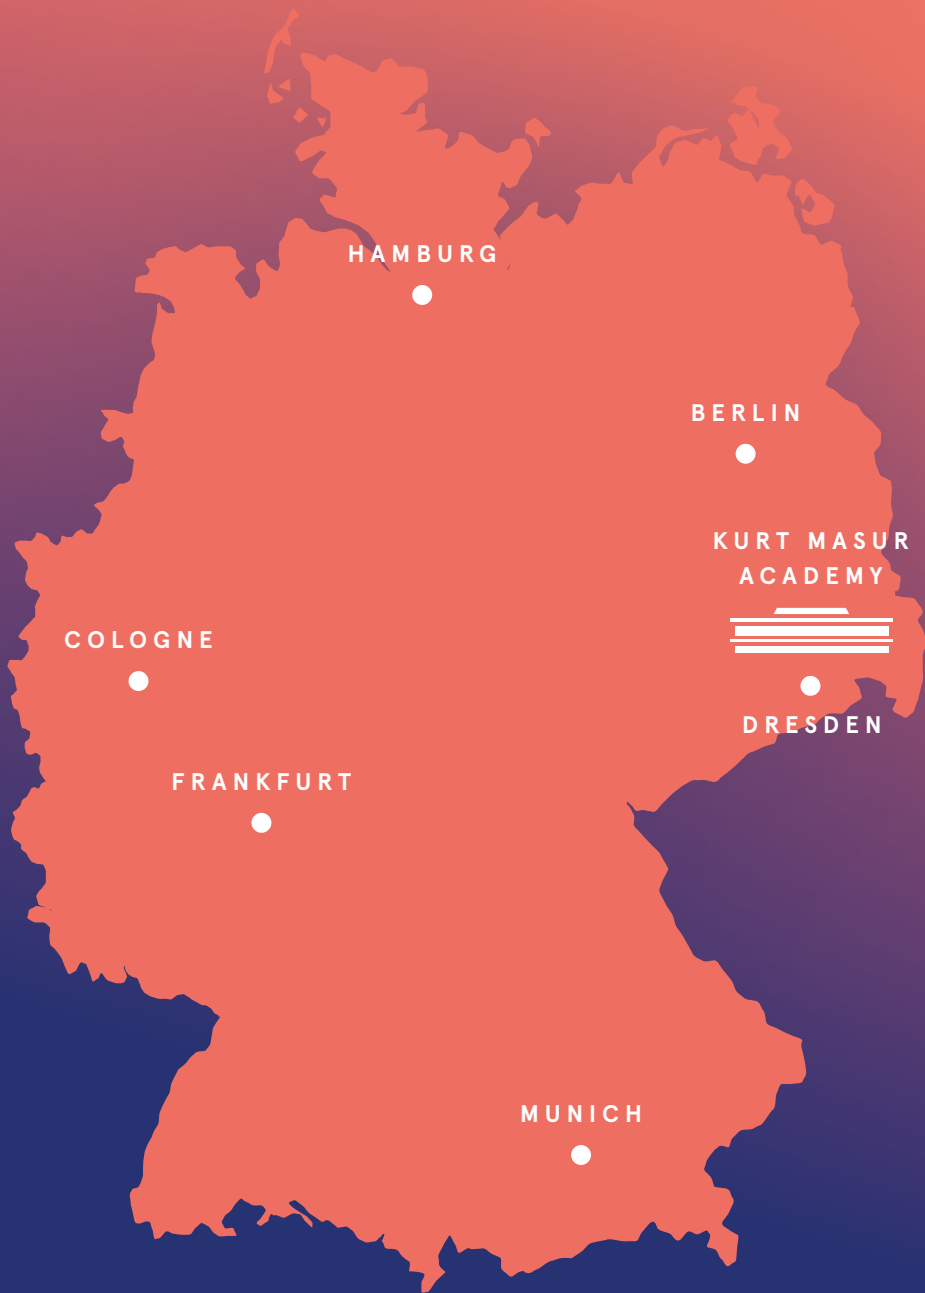 HAMBURG
BERLIN
KURT MASUR
ACADEMY
COLOGNE
DRESDEN
FRANKFURT
MUNICH